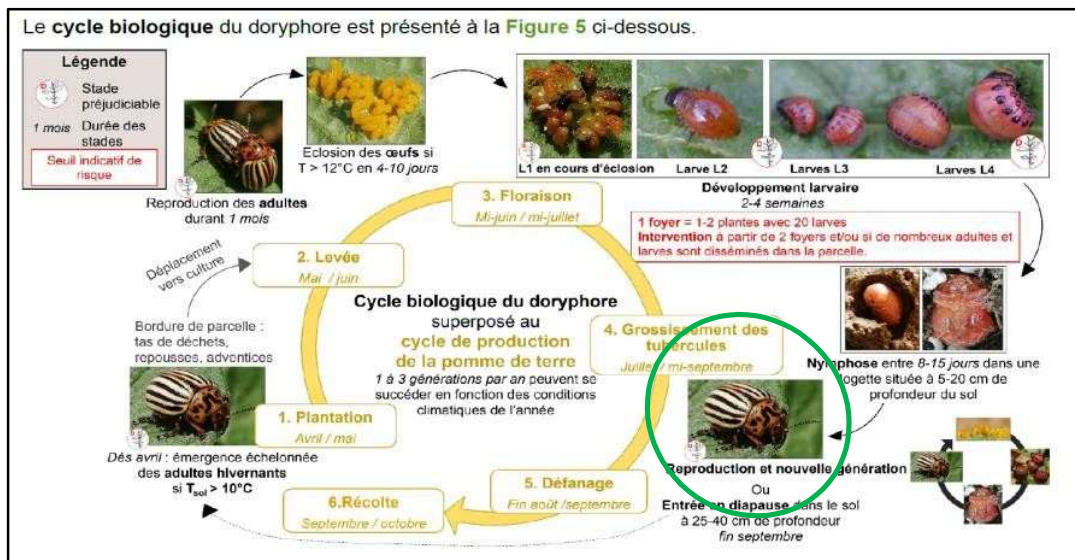 Le cycle biologique du doryphore est présenté à la Figure 5 ci-dessous.
Légende
Stade
préjudiciable
1 mois
Durée des
stades
Seuil indicatif de
risque
Reproduction des adultes
durant 1 mois
Eclosion des œufs si
T > 12°C en 4-10 jours
L1 en cours d'éclosion
Larve L2
Larves L3
Larves L4
Développement larvaire
2-4 semaines
1 foyer = 1-2 plantes avec 20 larves
Intervention à partir de 2 foyers et/ou si de nombreux adultes et
larves sont disséminés dans la parcelle.
Nymphose entre 8-15 jours dans une
logette située à 5-20 cm de
profondeur du sol
Reproduction et nouvelle génération
Ou
Entrée en diapause dans le sol
à 25-40 cm de profondeur
fin septembre
Déplacement
vers culture
Bordure de parcelle :
tas de déchets,
repousses, adventices
Dès avril : émergence échelonnée
des adultes hivernants
si Tsol > 10°C
1. Plantation
Avril / mai
2. Levée
Mai / juin
3. Floraison
Mi-juin / mi-juillet
4. Grossissement des
tubercules
Juillet / mi-septembre
5. Défanage
Fin août /septembre
6.Récolte
Septembre / octobre
Cycle biologique du doryphore
superposé au
cycle de production
de la pomme de terre
1 à 3 générations par an peuvent se
succéder en fonction des conditions
climatiques de l'année